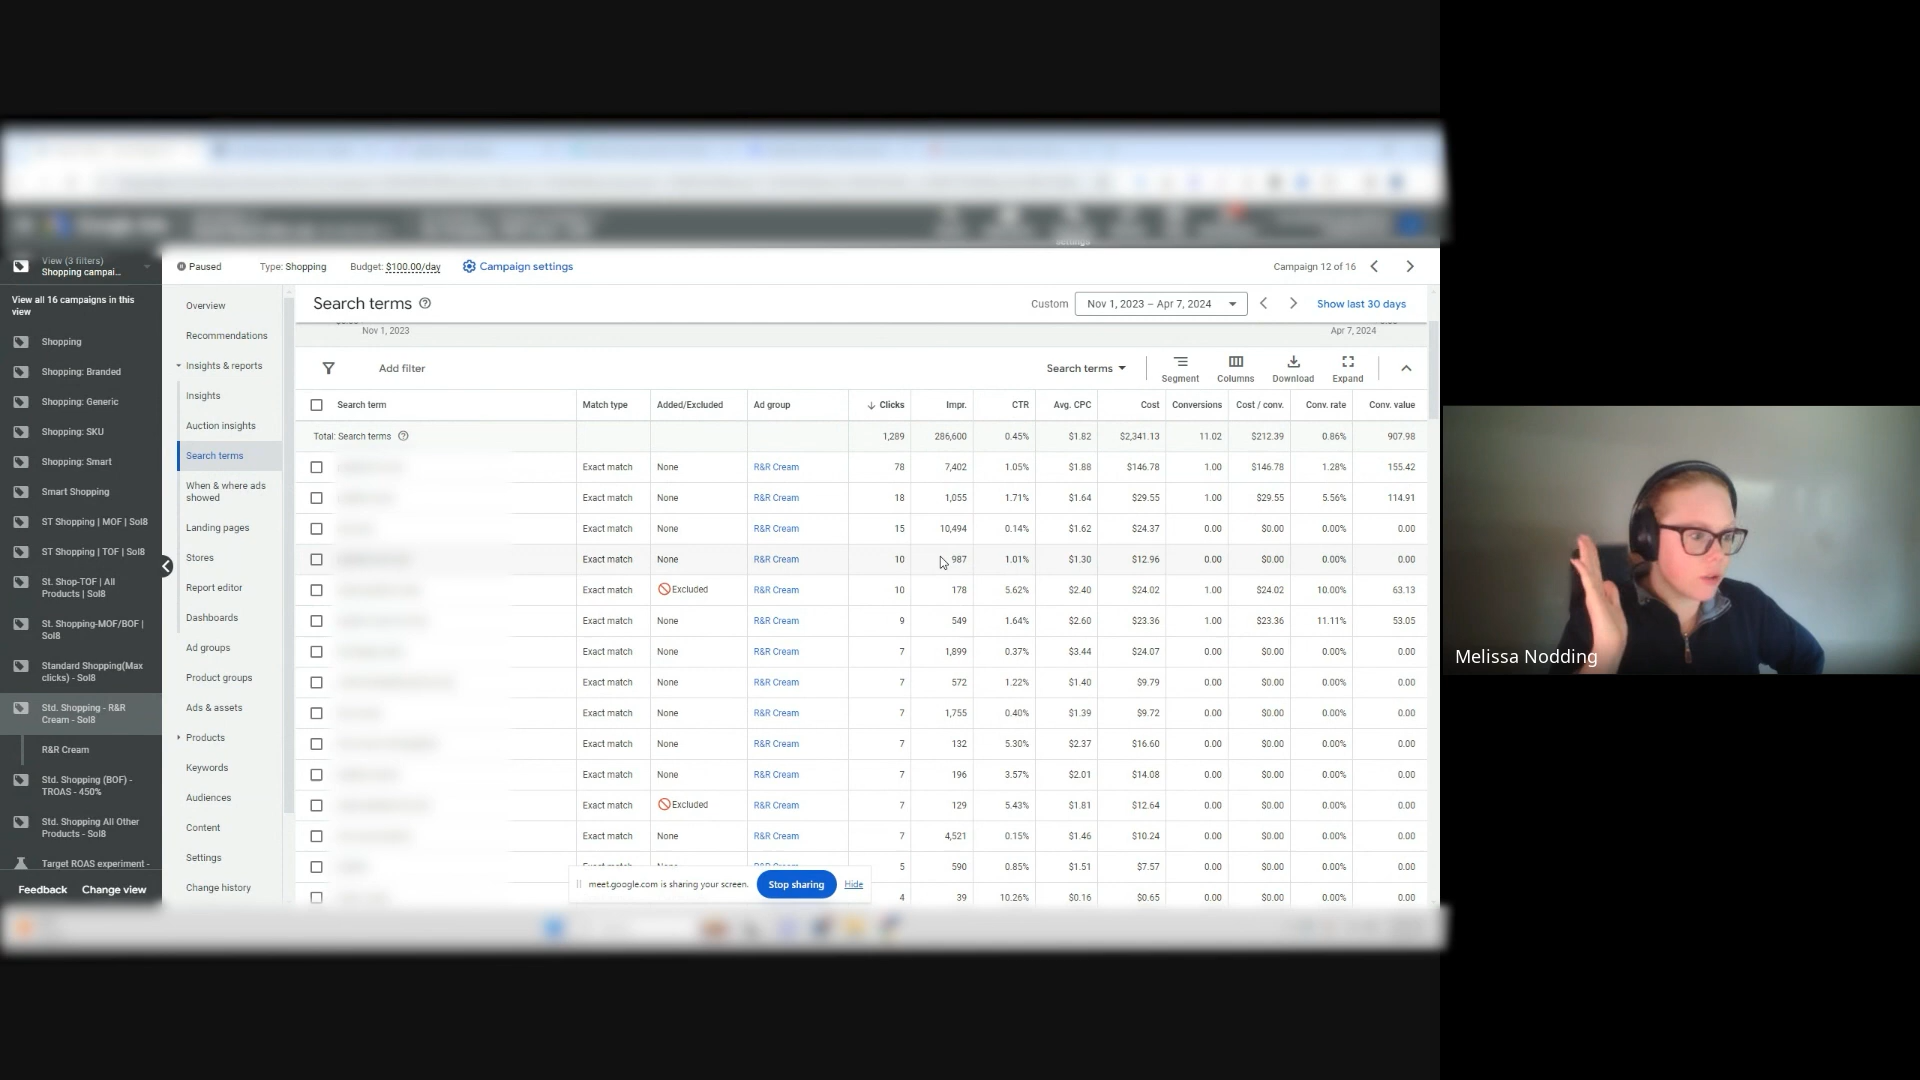 settings
View (3 filters)
Shopping campai...
Paused
Type: Shopping
Budget: $100.00/day
Campaign settings
Campaign 12 of 16
View all 16 campaigns in this
view
Shopping
Shopping: Branded
Shopping: Generic
Shopping: SKU
Shopping: Smart
Smart Shopping
ST Shopping | MOF | Sol8
ST Shopping | TOF | Sol8
St. Shop-TOF | All
Products | Sol8
St. Shopping-MOF/BOF |
Sol8
Standard Shopping(Max
clicks) - Sol8
Std. Shopping - R&R
Cream - Sol8
R&R Cream
Std. Shopping (BOF) -
TROAS - 450%
Std. Shopping All Other
Products - Sol8
Target ROAS experiment -
Feedback Change view
Overview
Recommendations
Insights & reports
Insights
Auction insights
Search terms
When & where ads
showed
Landing pages
Stores
Report editor
Dashboards
Ad groups
Product groups
Ads & assets
Products
Keywords
Audiences
Content
Settings
Change history
Search terms
Custom Nov 1, 2023 – Apr 7, 2024 Show last 30 days
Nov 1, 2023 Apr 7, 2024
Add filter
Search terms
Segment Columns Download Expand
Search term Match type Added/Excluded Ad group Clicks Impr. CTR Avg. CPC Cost Conversions Cost / conv. Conv. rate Conv. value
Total: Search terms 1,289 286,600 0.45% $1.82 $2,341.13 11.02 $212.39 0.86% 907.98
Exact match None R&R Cream 78 7,402 1.05% $1.88 $146.78 1.00 $146.78 1.28% 155.42
Exact match None R&R Cream 18 1,055 1.71% $1.64 $29.55 1.00 $29.55 5.56% 114.91
Exact match None R&R Cream 15 10,494 0.14% $1.62 $24.37 0.00 $0.00 0.00% 0.00
Exact match None R&R Cream 10 987 1.01% $1.30 $12.96 0.00 $0.00 0.00% 0.00
Exact match Excluded R&R Cream 10 178 5.62% $2.40 $24.02 1.00 $24.02 10.00% 63.13
Exact match None R&R Cream 9 549 1.64% $2.60 $23.36 1.00 $23.36 11.11% 53.05
Exact match None R&R Cream 7 1,899 0.37% $3.44 $24.07 0.00 $0.00 0.00% 0.00
Exact match None R&R Cream 7 572 1.22% $1.40 $9.79 0.00 $0.00 0.00% 0.00
Exact match None R&R Cream 7 1,755 0.40% $1.39 $9.72 0.00 $0.00 0.00% 0.00
Exact match None R&R Cream 7 132 5.30% $2.37 $16.60 0.00 $0.00 0.00% 0.00
Exact match None R&R Cream 7 196 3.57% $2.01 $14.08 0.00 $0.00 0.00% 0.00
Exact match Excluded R&R Cream 7 129 5.43% $1.81 $12.64 0.00 $0.00 0.00% 0.00
Exact match None R&R Cream 7 4,521 0.15% $1.46 $10.24 0.00 $0.00 0.00% 0.00
Exact match None R&R Cream 5 590 0.85% $1.51 $7.57 0.00 $0.00 0.00% 0.00
4 39 10.26% $0.16 $0.65 0.00 $0.00 0.00% 0.00
meet.google.com is sharing your screen. Stop sharing Hide
Melissa Nodding